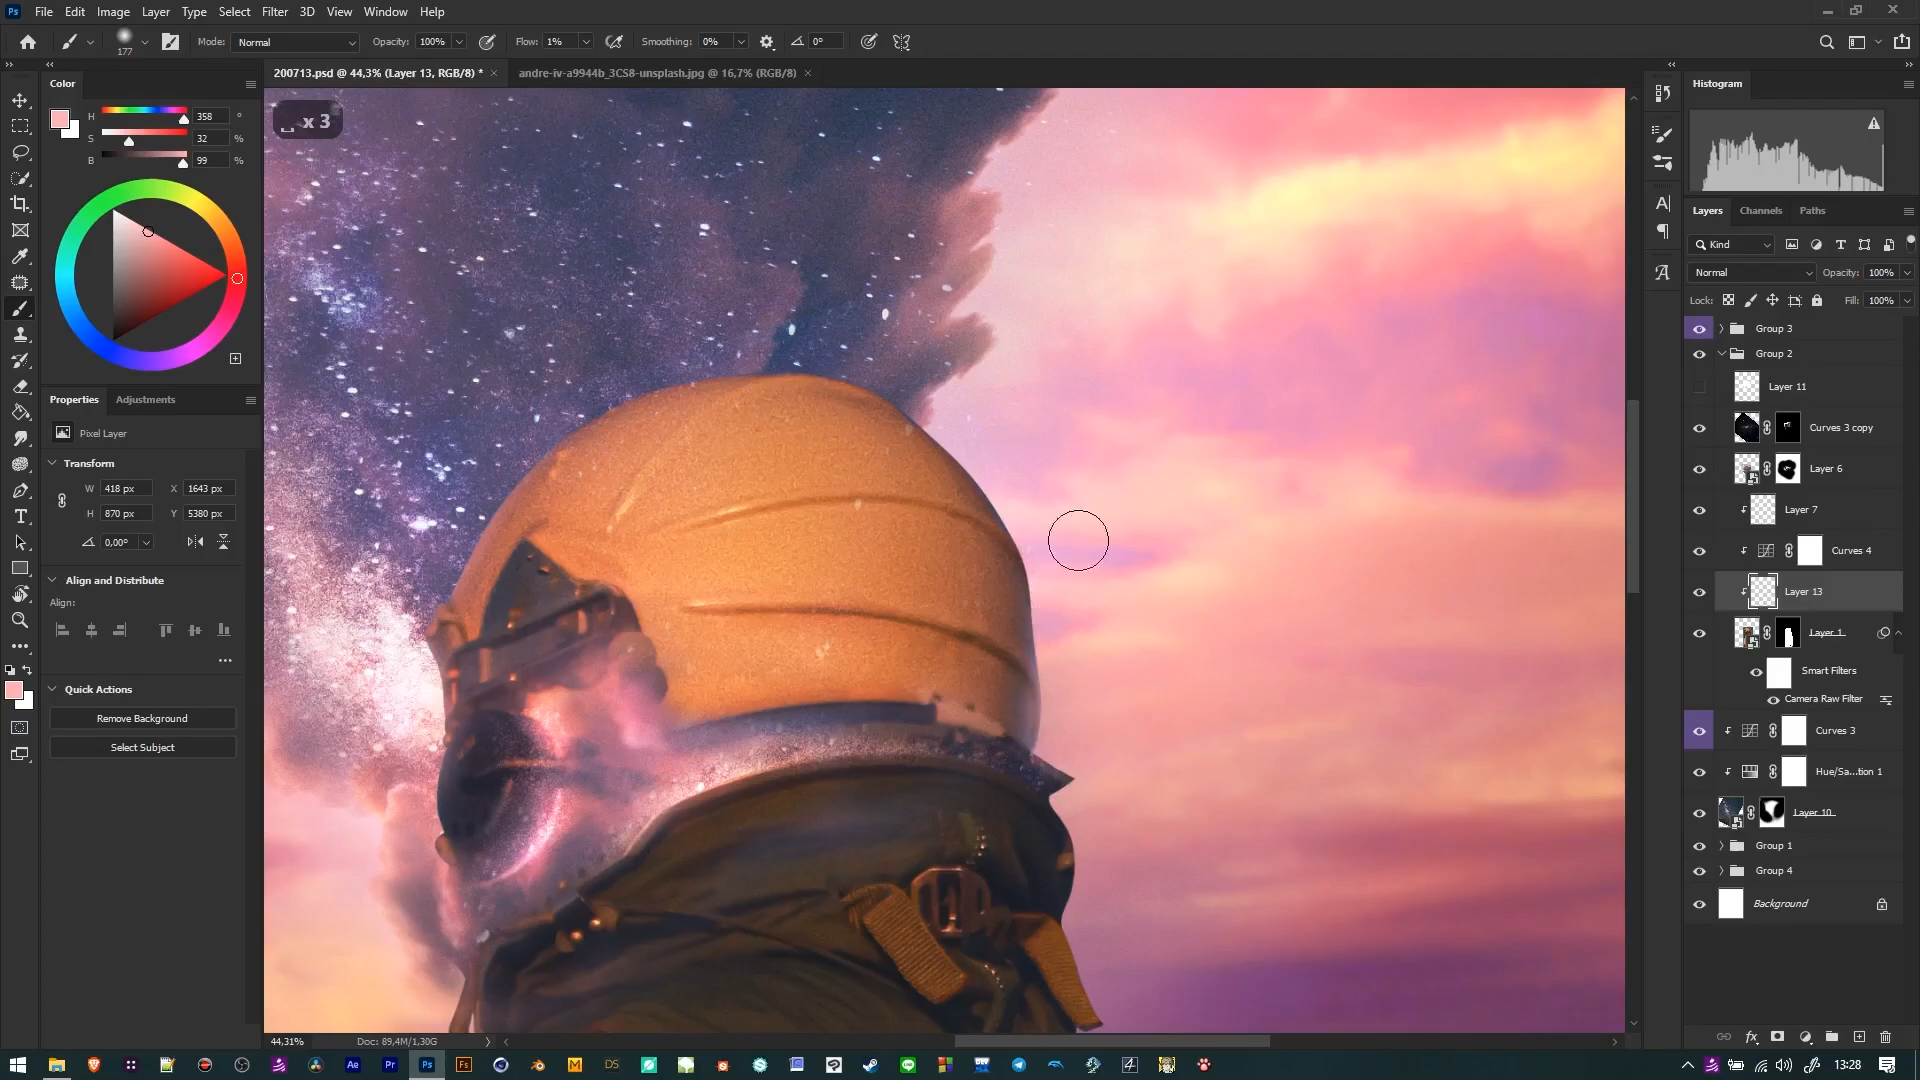 File Edit Image Layer Type Select Filter 3D View Window Help
177 Mode: Normal Opacity: 100% Flow: 1% Smoothing: 0% 0°
Color
H 358 °
S 32 %
B 99 %
200713.psd @ 44,3% (Layer 13, RGB/8) *
andre-iv-a9944b_3CS8-unsplash.jpg @ 16,7% (RGB/8)
x 3
Properties Adjustments
Pixel Layer
Transform
W 418 px X 1643 px
H 870 px Y 5380 px
0,00°
Align and Distribute
Align:
Quick Actions
Remove Background
Select Subject
44,31% Doc: 89,4M/1,30G
Histogram
Layers Channels Paths
Kind
Normal Opacity: 100%
Lock: Fill: 100%
Group 3
Group 2
Layer 11
Curves 3 copy
Layer 6
Layer 7
Curves 4
Layer 13
Layer 1
Smart Filters
Camera Raw Filter
Curves 3
Hue/Sa...tion 1
Layer 10
Group 1
Group 4
Background
13:28